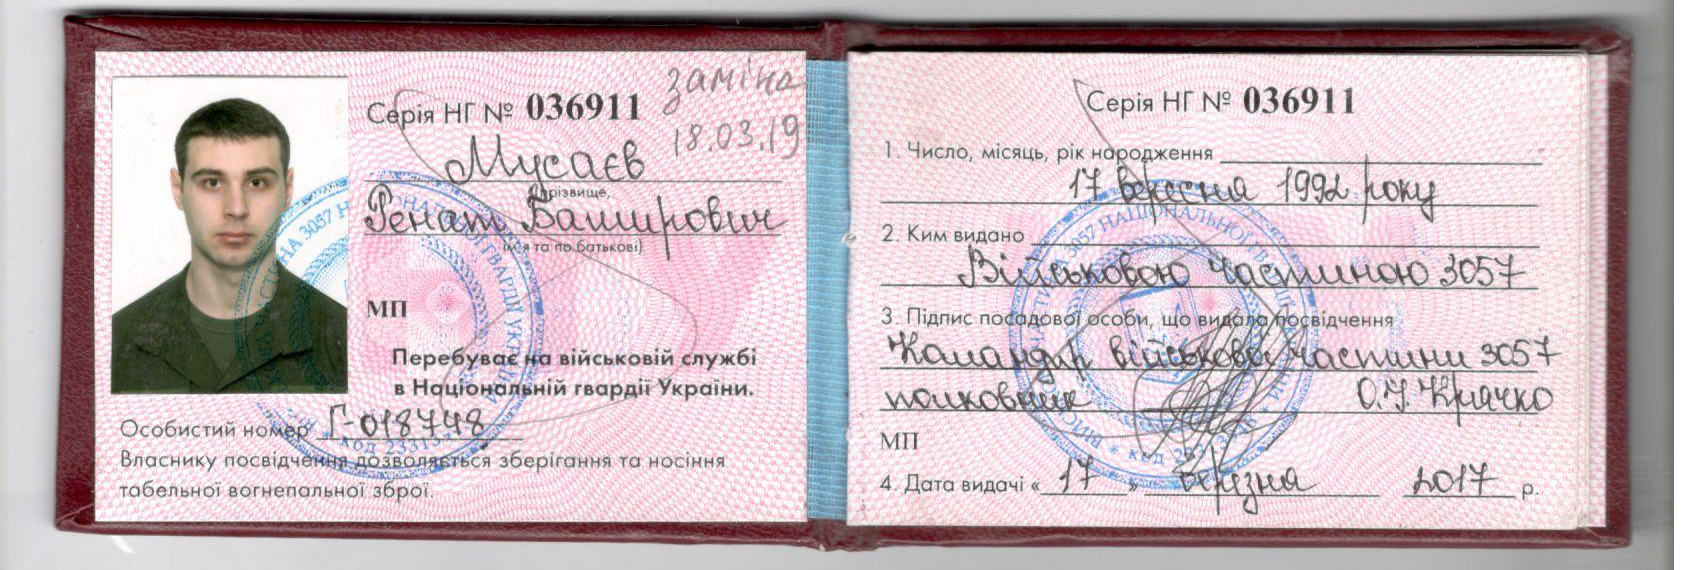 Серія НГ № 036911
заміна
18.03.19
Мусаєв
(прізвище,
Ренат Баширович
ім'я та по батькові)
МП
Перебуває на військовій службі
в Національній гвардії України.
Особистий номер Г-018748
Власнику посвідчення дозволяється зберігання та носіння
табельної вогнепальної зброї.
Серія НГ № 036911
1. Число, місяць, рік народження
17 вересня 1992 року
2. Ким видано
Військовою частиною 3057
3. Підпис посадової особи, що видала посвідчення
Командир військової частини 3057
полковник О.І. Крячко
МП
4. Дата видачі «17» березня 2017 р.